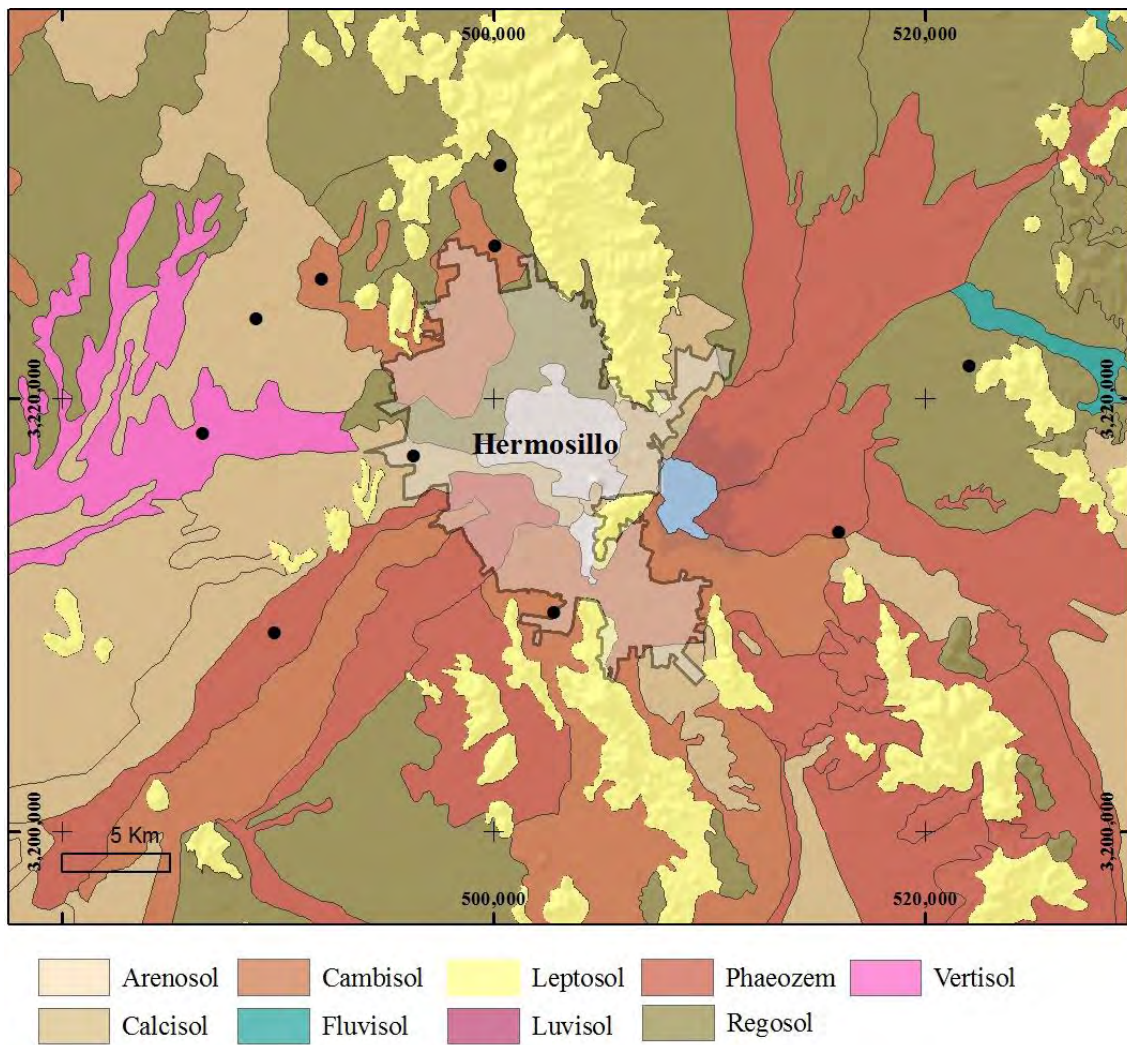 500,000
520,000
3,220,000
3,220,000
Hermosillo
3,200,000
5 Km
3,200,000
500,000
520,000
Arenosol
Cambisol
Leptosol
Phaeozem
Vertisol
Calcisol
Fluvisol
Luvisol
Regosol